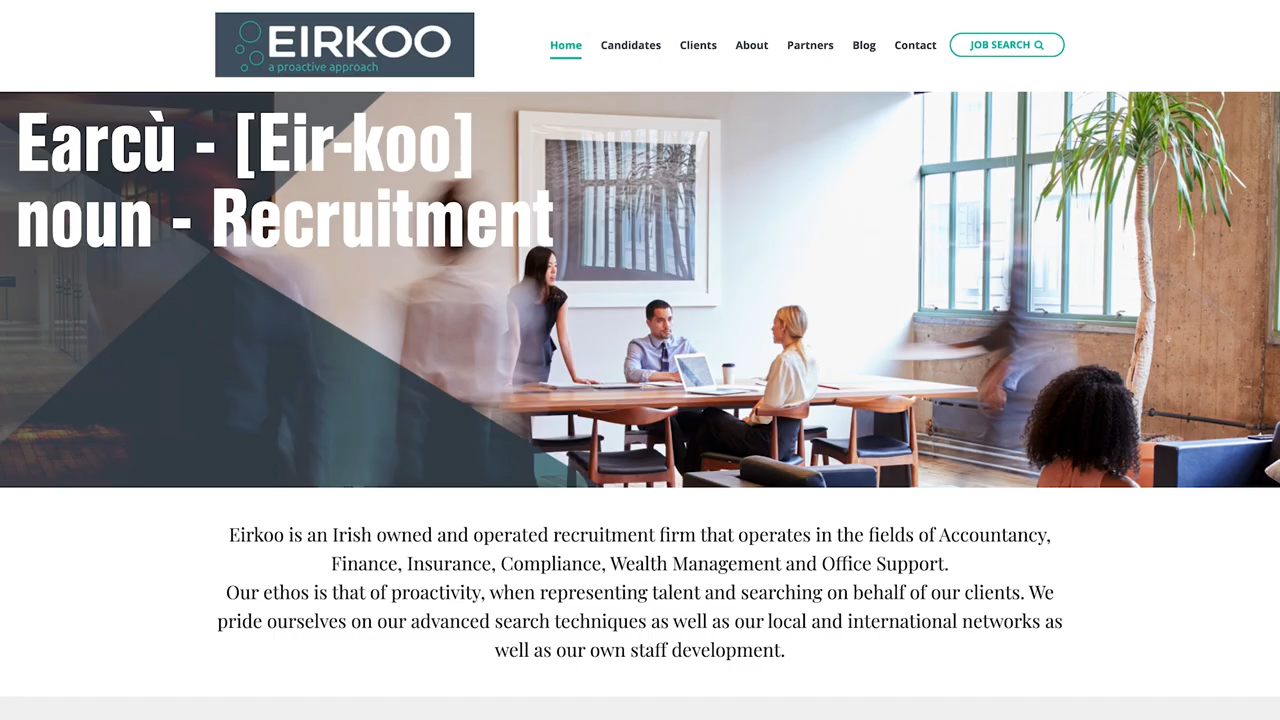 EIRKOO
a proactive approach
Home Candidates Clients About Partners Blog Contact JOB SEARCH
Earcù - [Eir-koo]
noun - Recruitment
Eirkoo is an Irish owned and operated recruitment firm that operates in the fields of Accountancy,
Finance, Insurance, Compliance, Wealth Management and Office Support.
Our ethos is that of proactivity, when representing talent and searching on behalf of our clients. We
pride ourselves on our advanced search techniques as well as our local and international networks as
well as our own staff development.